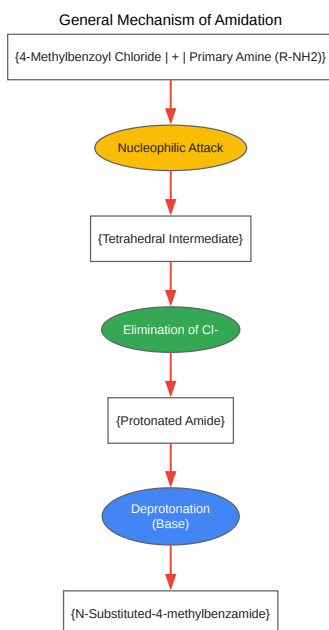 General Mechanism of Amidation
{4-Methylbenzoyl Chloride | + | Primary Amine (R-NH2)}
Nucleophilic Attack
{Tetrahedral Intermediate}
Elimination of Cl-
{Protonated Amide}
Deprotonation
(Base)
{N-Substituted-4-methylbenzamide}